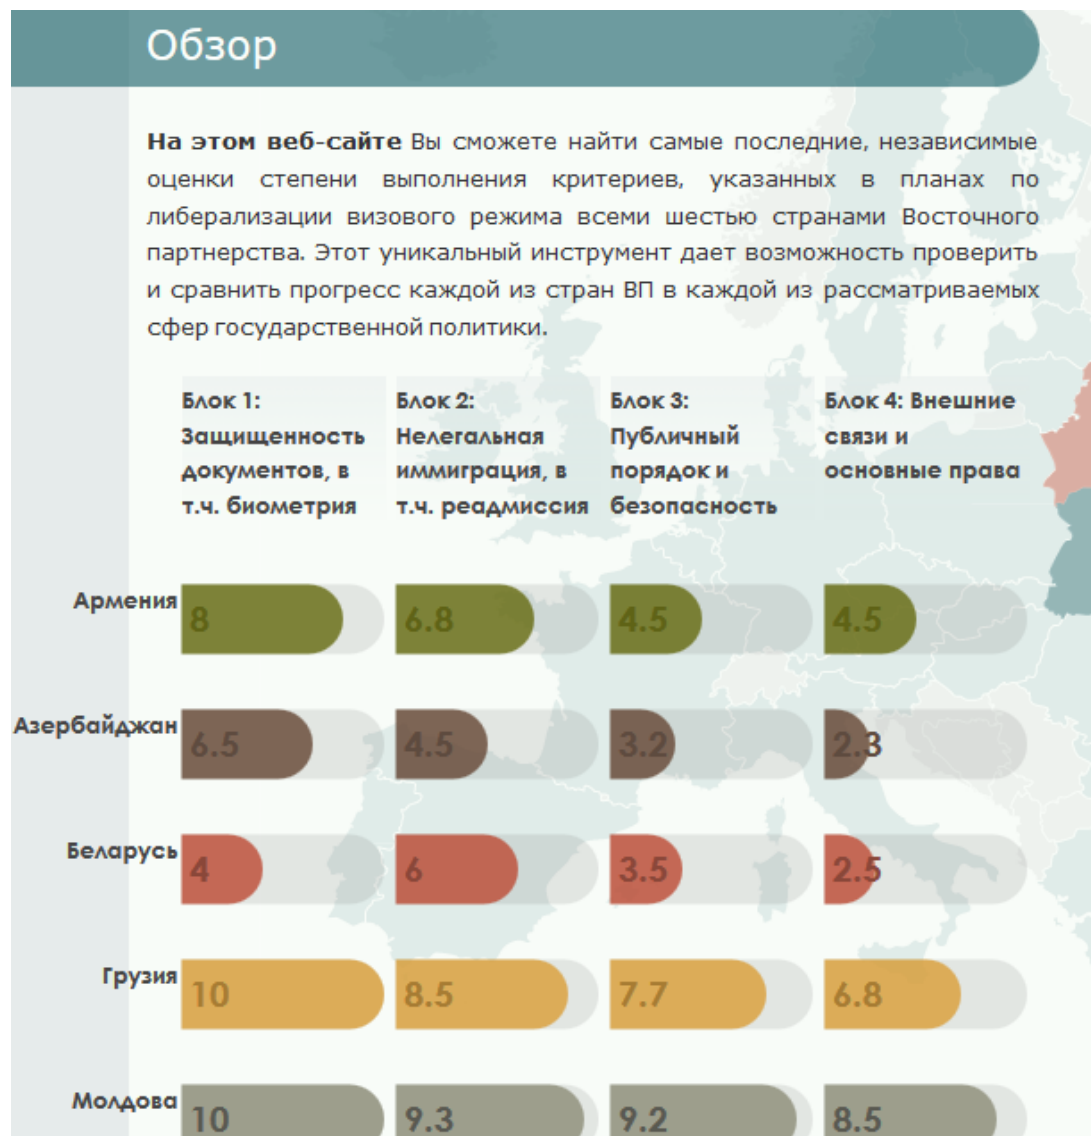 Обзор
На этом веб-сайте Вы сможете найти самые последние, независимые
оценки степени выполнения критериев, указанных в планах по
либерализации визового режима всеми шестью странами Восточного
партнерства. Этот уникальный инструмент дает возможность проверить
и сравнить прогресс каждой из стран ВП в каждой из рассматриваемых
сфер государственной политики.
Блок 1:
Защищенность
документов, в
т.ч. биометрия
Блок 2:
Нелегальная
иммиграция, в
т.ч. реадмиссия
Блок 3:
Публичный
порядок и
безопасность
Блок 4: Внешние
связи и
основные права
Армения 8 6.8 4.5 4.5
Азербайджан 6.5 4.5 3.2 2.3
Беларусь 4 6 3.5 2.5
Грузия 10 8.5 7.7 6.8
Молдова 10 9.3 9.2 8.5